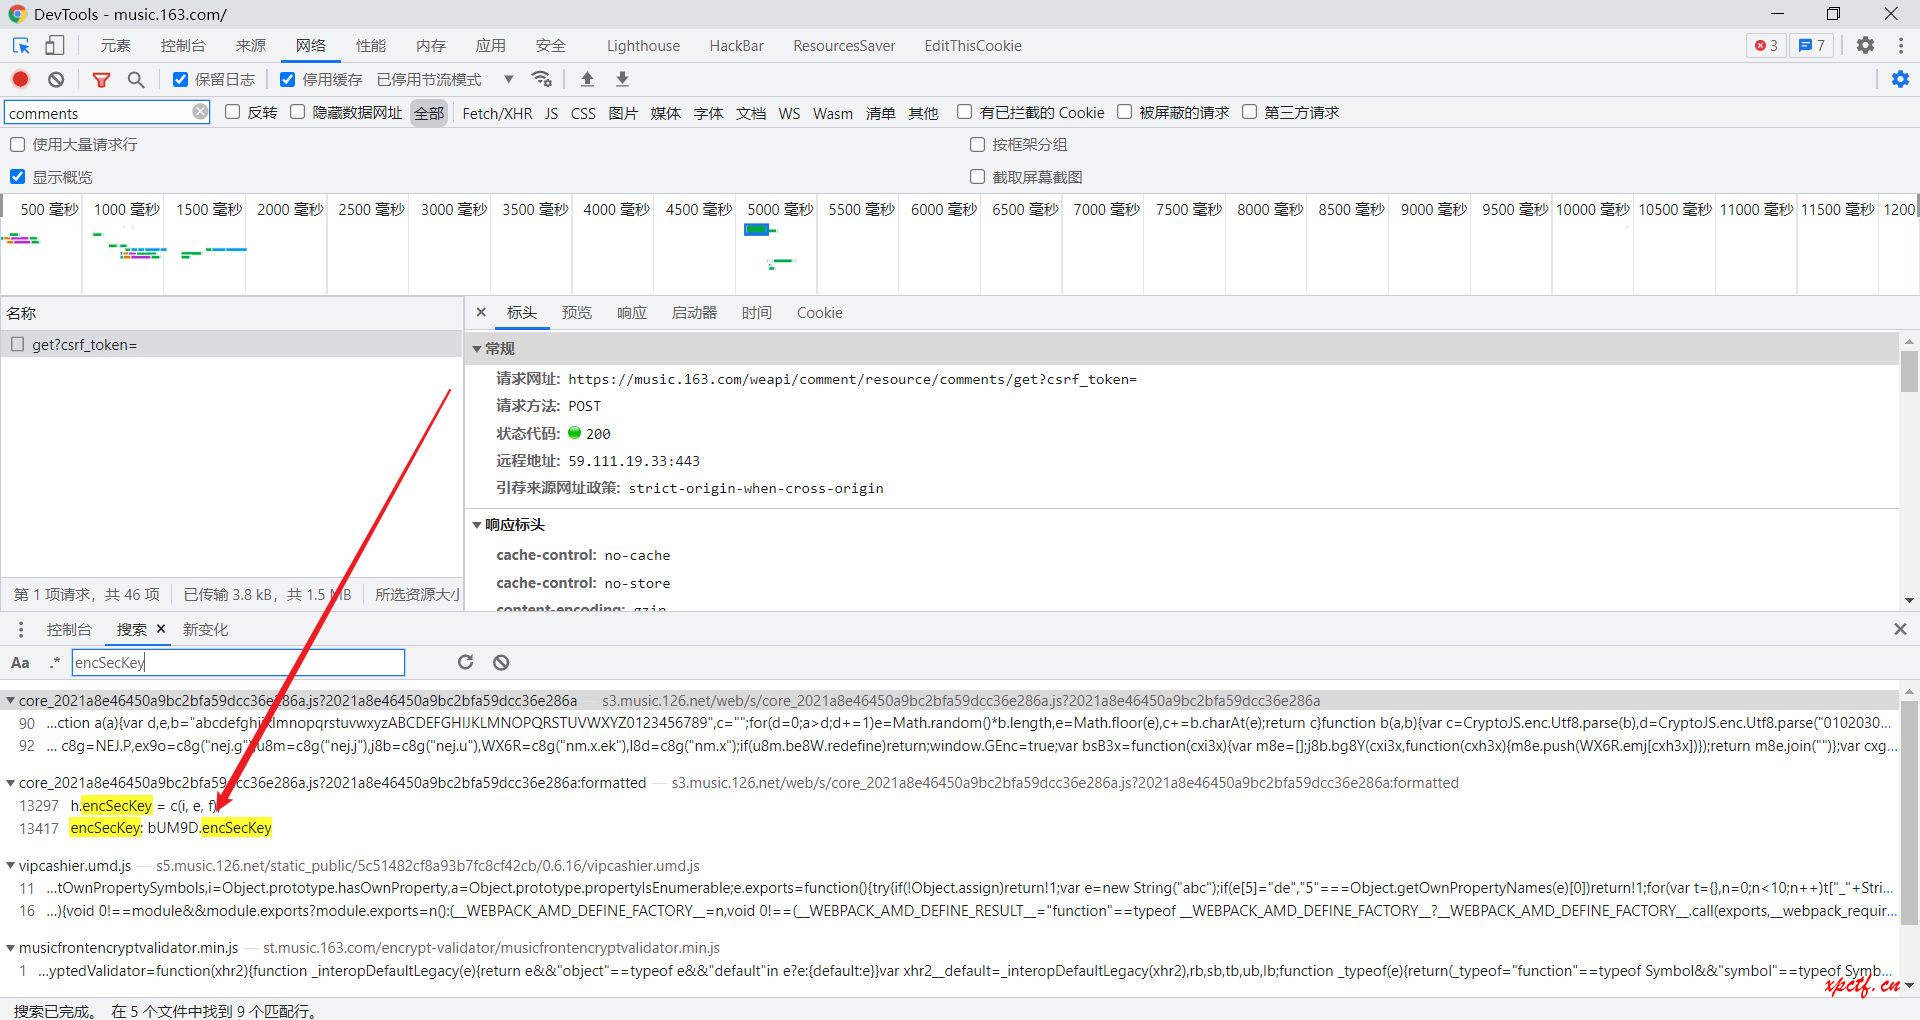 DevTools - music.163.com/
元素 控制台 来源 网络 性能 内存 应用 安全 Lighthouse HackBar ResourcesSaver EditThisCookie 3 7
保留日志 停用缓存 已停用节流模式
comments 反转 隐藏数据网址 全部 Fetch/XHR JS CSS 图片 媒体 字体 文档 WS Wasm 清单 其他 有已拦截的 Cookie 被屏蔽的请求 第三方请求
使用大量请求行 按框架分组
显示概览 截取屏幕截图
500 毫秒 1000 毫秒 1500 毫秒 2000 毫秒 2500 毫秒 3000 毫秒 3500 毫秒 4000 毫秒 4500 毫秒 5000 毫秒 5500 毫秒 6000 毫秒 6500 毫秒 7000 毫秒 7500 毫秒 8000 毫秒 8500 毫秒 9000 毫秒 9500 毫秒 10000 毫秒 10500 毫秒 11000 毫秒 11500 毫秒 1200
名称 标头 预览 响应 启动器 时间 Cookie
get?csrf_token=
常规
请求网址: https://music.163.com/weapi/comment/resource/comments/get?csrf_token=
请求方法: POST
状态代码: 200
远程地址: 59.111.19.33:443
引荐来源网址政策: strict-origin-when-cross-origin
响应标头
cache-control: no-cache
cache-control: no-store
content-encoding: gzip
第 1 项请求，共 46 项 已传输 3.8 kB，共 1.5 MB 所选资源大小
控制台 搜索 × 新变化
Aa .* encSecKey
core_2021a8e46450a9bc2bfa59dcc36e286a.js?2021a8e46450a9bc2bfa59dcc36e286a s3.music.126.net/web/s/core_2021a8e46450a9bc2bfa59dcc36e286a.js?2021a8e46450a9bc2bfa59dcc36e286a
90 …ction a(a){var d,e,b="abcdefghijklmnopqrstuvwxyzABCDEFGHIJKLMNOPQRSTUVWXYZ0123456789",c="";for(d=0;a>d;d+=1)e=Math.random()*b.length,e=Math.floor(e),c+=b.charAt(e);return c}function b(a,b){var c=CryptoJS.enc.Utf8.parse(b),d=CryptoJS.enc.Utf8.parse("0102030…
92 … c8g=NEJ.P,ex9o=c8g("nej.g"),u8m=c8g("nej.j"),j8b=c8g("nej.u"),WX6R=c8g("nm.x.ek"),l8d=c8g("nm.x");if(u8m.be8W.redefine)return;window.GEnc=true;var bsB3x=function(cxi3x){var m8e=[];j8b.bg8Y(cxi3x,function(cxh3x){m8e.push(WX6R.emj[cxh3x])});return m8e.join("")};var cxg…
core_2021a8e46450a9bc2bfa59dcc36e286a.js?2021a8e46450a9bc2bfa59dcc36e286a:formatted — s3.music.126.net/web/s/core_2021a8e46450a9bc2bfa59dcc36e286a.js?2021a8e46450a9bc2bfa59dcc36e286a:formatted
13297 h.encSecKey = c(i, e, f)
13417 encSecKey: bUM9D.encSecKey
vipcashier.umd.js — s5.music.126.net/static_public/5c51482cf8a93b7fc8cf42cb/0.6.16/vipcashier.umd.js
11 …tOwnPropertySymbols,i=Object.prototype.hasOwnProperty,a=Object.prototype.propertyIsEnumerable;e.exports=function(){try{if(!Object.assign)return!1;var e=new String("abc");if(e[5]="de","5"===Object.getOwnPropertyNames(e)[0])return!1;for(var t={},n=0;n<10;n++)t["_"+Stri…
16 …){void 0!==module&&module.exports?module.exports=n():(__WEBPACK_AMD_DEFINE_FACTORY__=n,void 0!==(__WEBPACK_AMD_DEFINE_RESULT__="function"==typeof __WEBPACK_AMD_DEFINE_FACTORY__?__WEBPACK_AMD_DEFINE_FACTORY__.call(exports,__webpack_requir…
musicfrontencryptvalidator.min.js — st.music.163.com/encrypt-validator/musicfrontencryptvalidator.min.js
1 …yptedValidator=function(xhr2){function _interopDefaultLegacy(e){return e&&"object"==typeof e&&"default"in e?e:{default:e}}var xhr2__default=_interopDefaultLegacy(xhr2),rb,sb,tb,ub,lb;function _typeof(e){return(_typeof="function"==typeof Symbol&&"symbol"==typeof Symb…
xpctf.cn
搜索已完成。 在 5 个文件中找到 9 个匹配行。